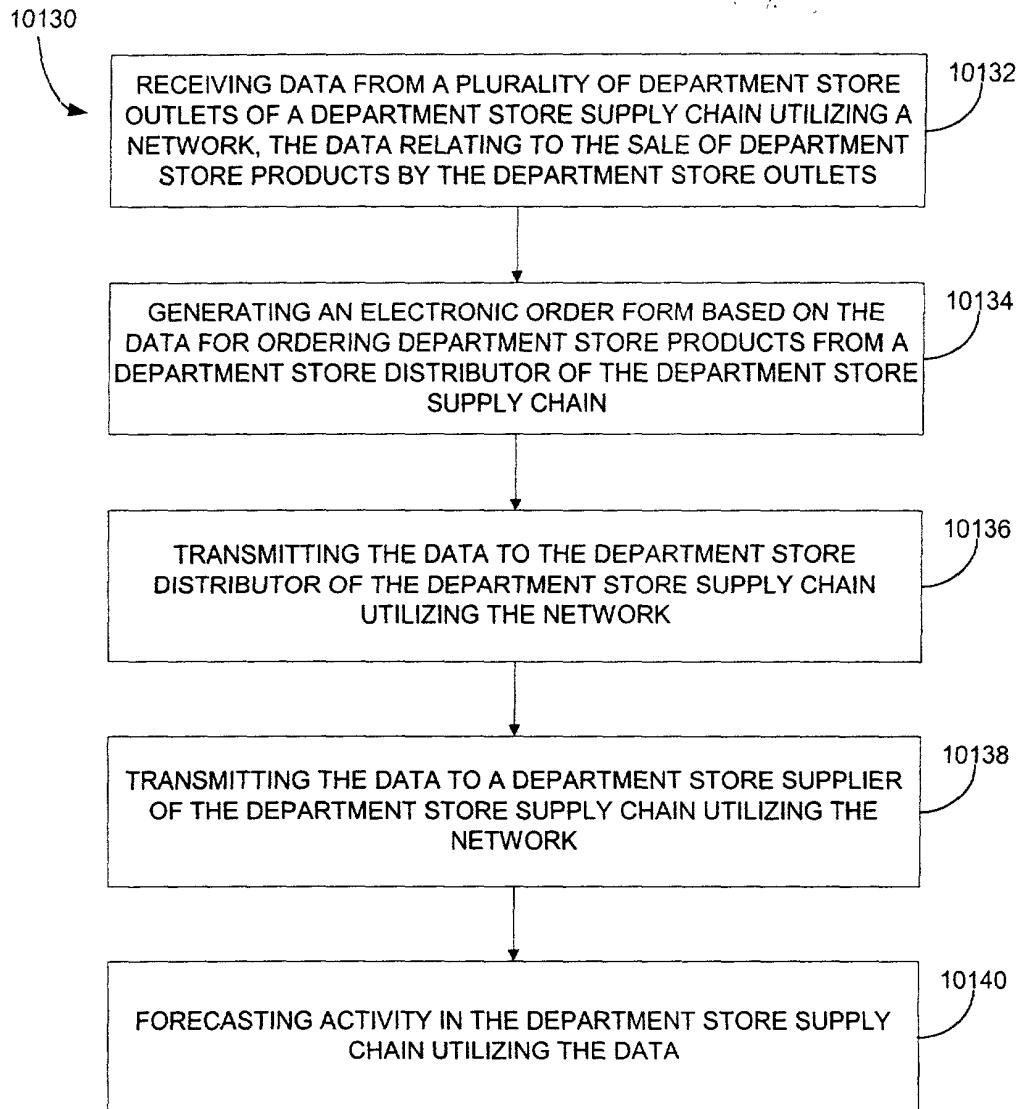 10130
RECEIVING DATA FROM A PLURALITY OF DEPARTMENT STORE
OUTLETS OF A DEPARTMENT STORE SUPPLY CHAIN UTILIZING A
NETWORK, THE DATA RELATING TO THE SALE OF DEPARTMENT
STORE PRODUCTS BY THE DEPARTMENT STORE OUTLETS
10132
GENERATING AN ELECTRONIC ORDER FORM BASED ON THE
DATA FOR ORDERING DEPARTMENT STORE PRODUCTS FROM A
DEPARTMENT STORE DISTRIBUTOR OF THE DEPARTMENT STORE
SUPPLY CHAIN
10134
TRANSMITTING THE DATA TO THE DEPARTMENT STORE
DISTRIBUTOR OF THE DEPARTMENT STORE SUPPLY CHAIN
UTILIZING THE NETWORK
10136
TRANSMITTING THE DATA TO A DEPARTMENT STORE SUPPLIER
OF THE DEPARTMENT STORE SUPPLY CHAIN UTILIZING THE
NETWORK
10138
FORECASTING ACTIVITY IN THE DEPARTMENT STORE SUPPLY
CHAIN UTILIZING THE DATA
10140